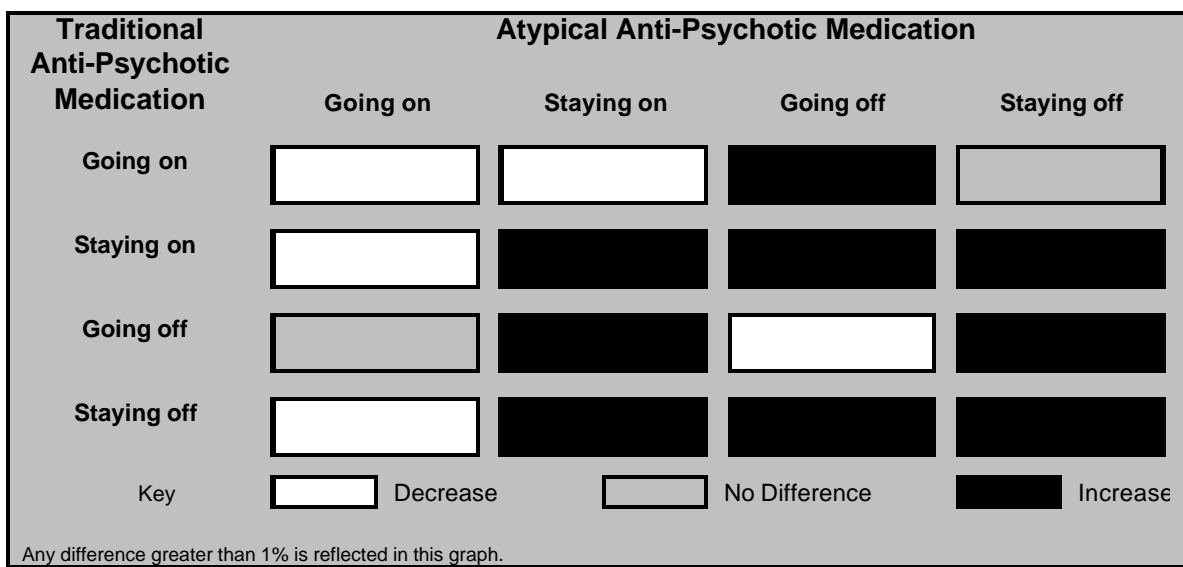 Traditional
Anti-Psychotic
Medication
Atypical Anti-Psychotic Medication
Going on Staying on Going off Staying off
Going on
Staying on
Going off
Staying off
Key Decrease No Difference Increase
Any difference greater than 1% is reflected in this graph.